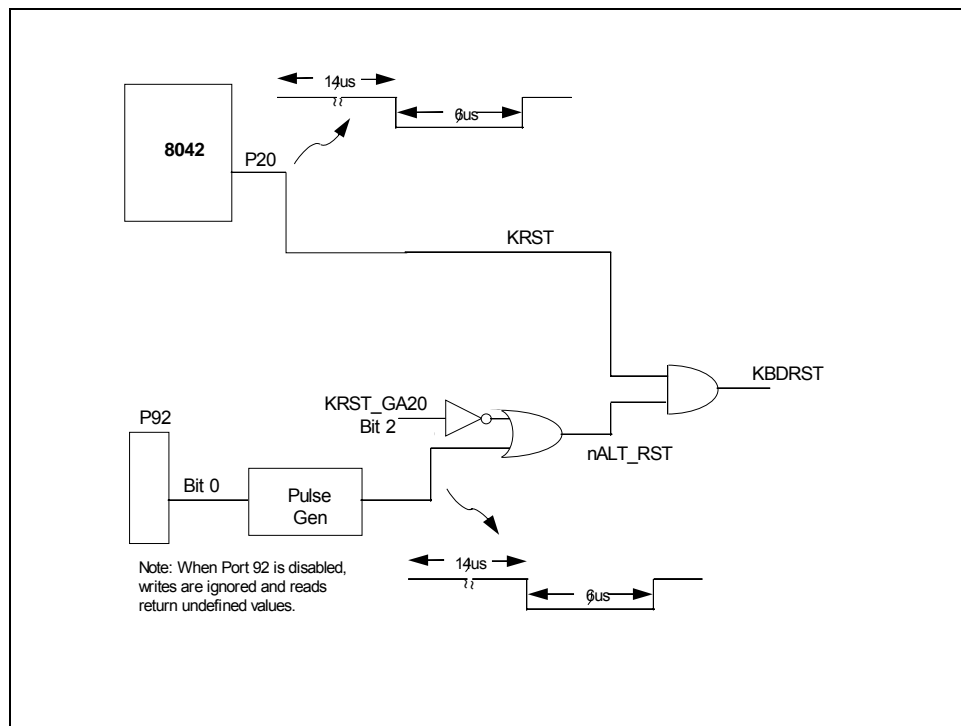 14us
6us
8042
P20
KRST
KBDRST
KRST_GA20
Bit 2
nALT_RST
P92
Bit 0
Pulse
Gen
14us
6us
Note: When Port 92 is disabled,
writes are ignored and reads
return undefined values.